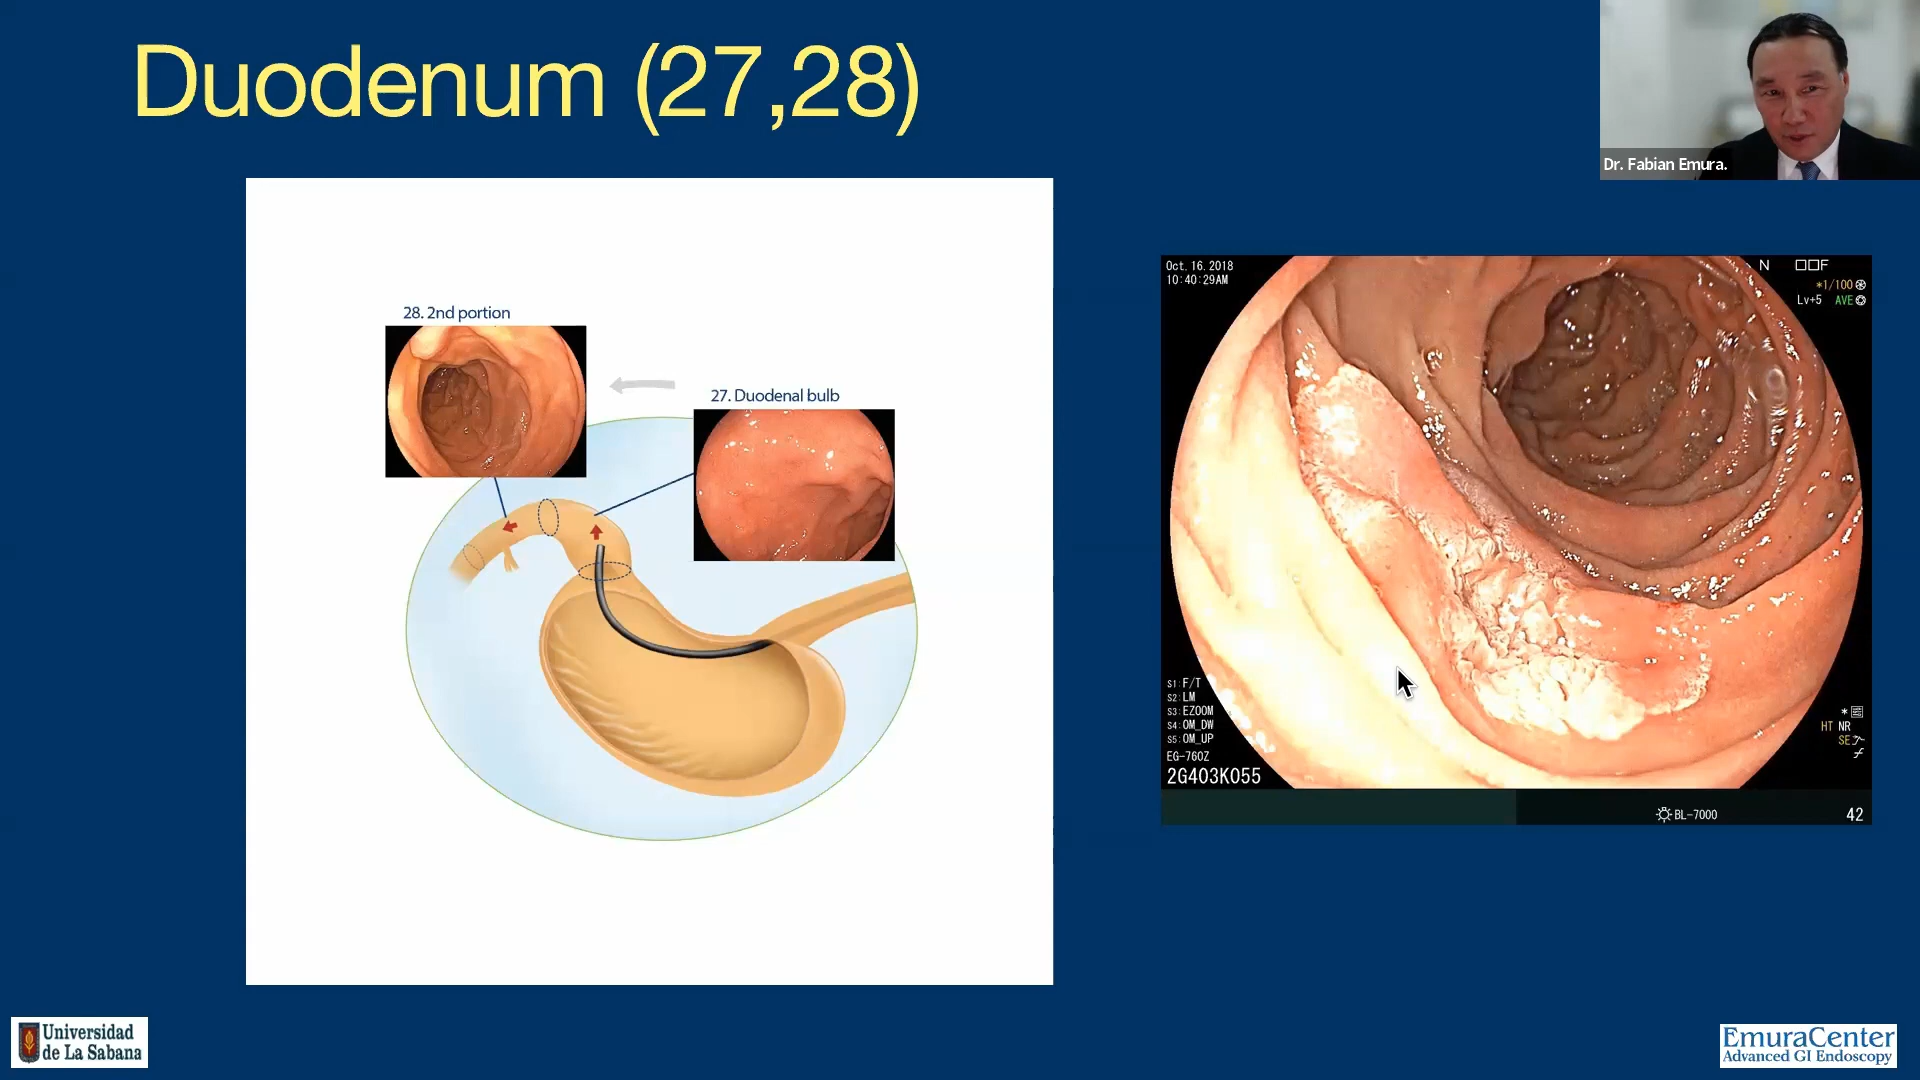 Duodenum (27,28)
Dr. Fabian Emura.
28. 2nd portion
27. Duodenal bulb
Oct. 16. 2018
10:40:29AM
N □□F
*1/100
Lv+5 AVE
S1:F/T
S2:LM
S3:EZOOM
S4:OM_DW
S5:OM_UP
EG-760Z
2G403K055
*
HT NR
SE
BL-7000
42
Universidad
de La Sabana
EmuraCenter
Advanced GI Endoscopy